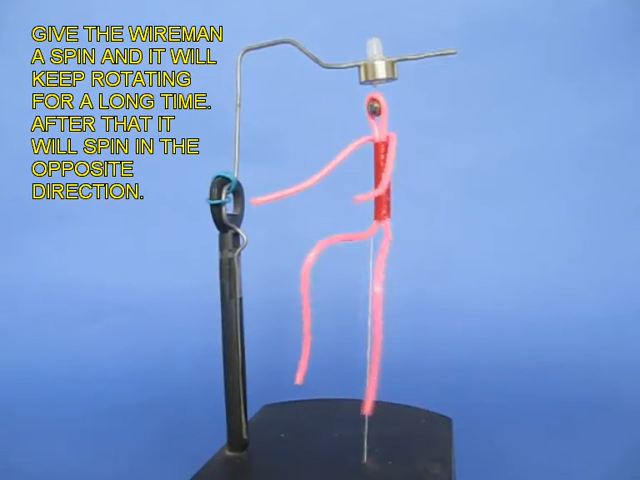 GIVE THE WIREMAN
A SPIN AND IT WILL
KEEP ROTATING
FOR A LONG TIME.
AFTER THAT IT
WILL SPIN IN THE
OPPOSITE
DIRECTION.